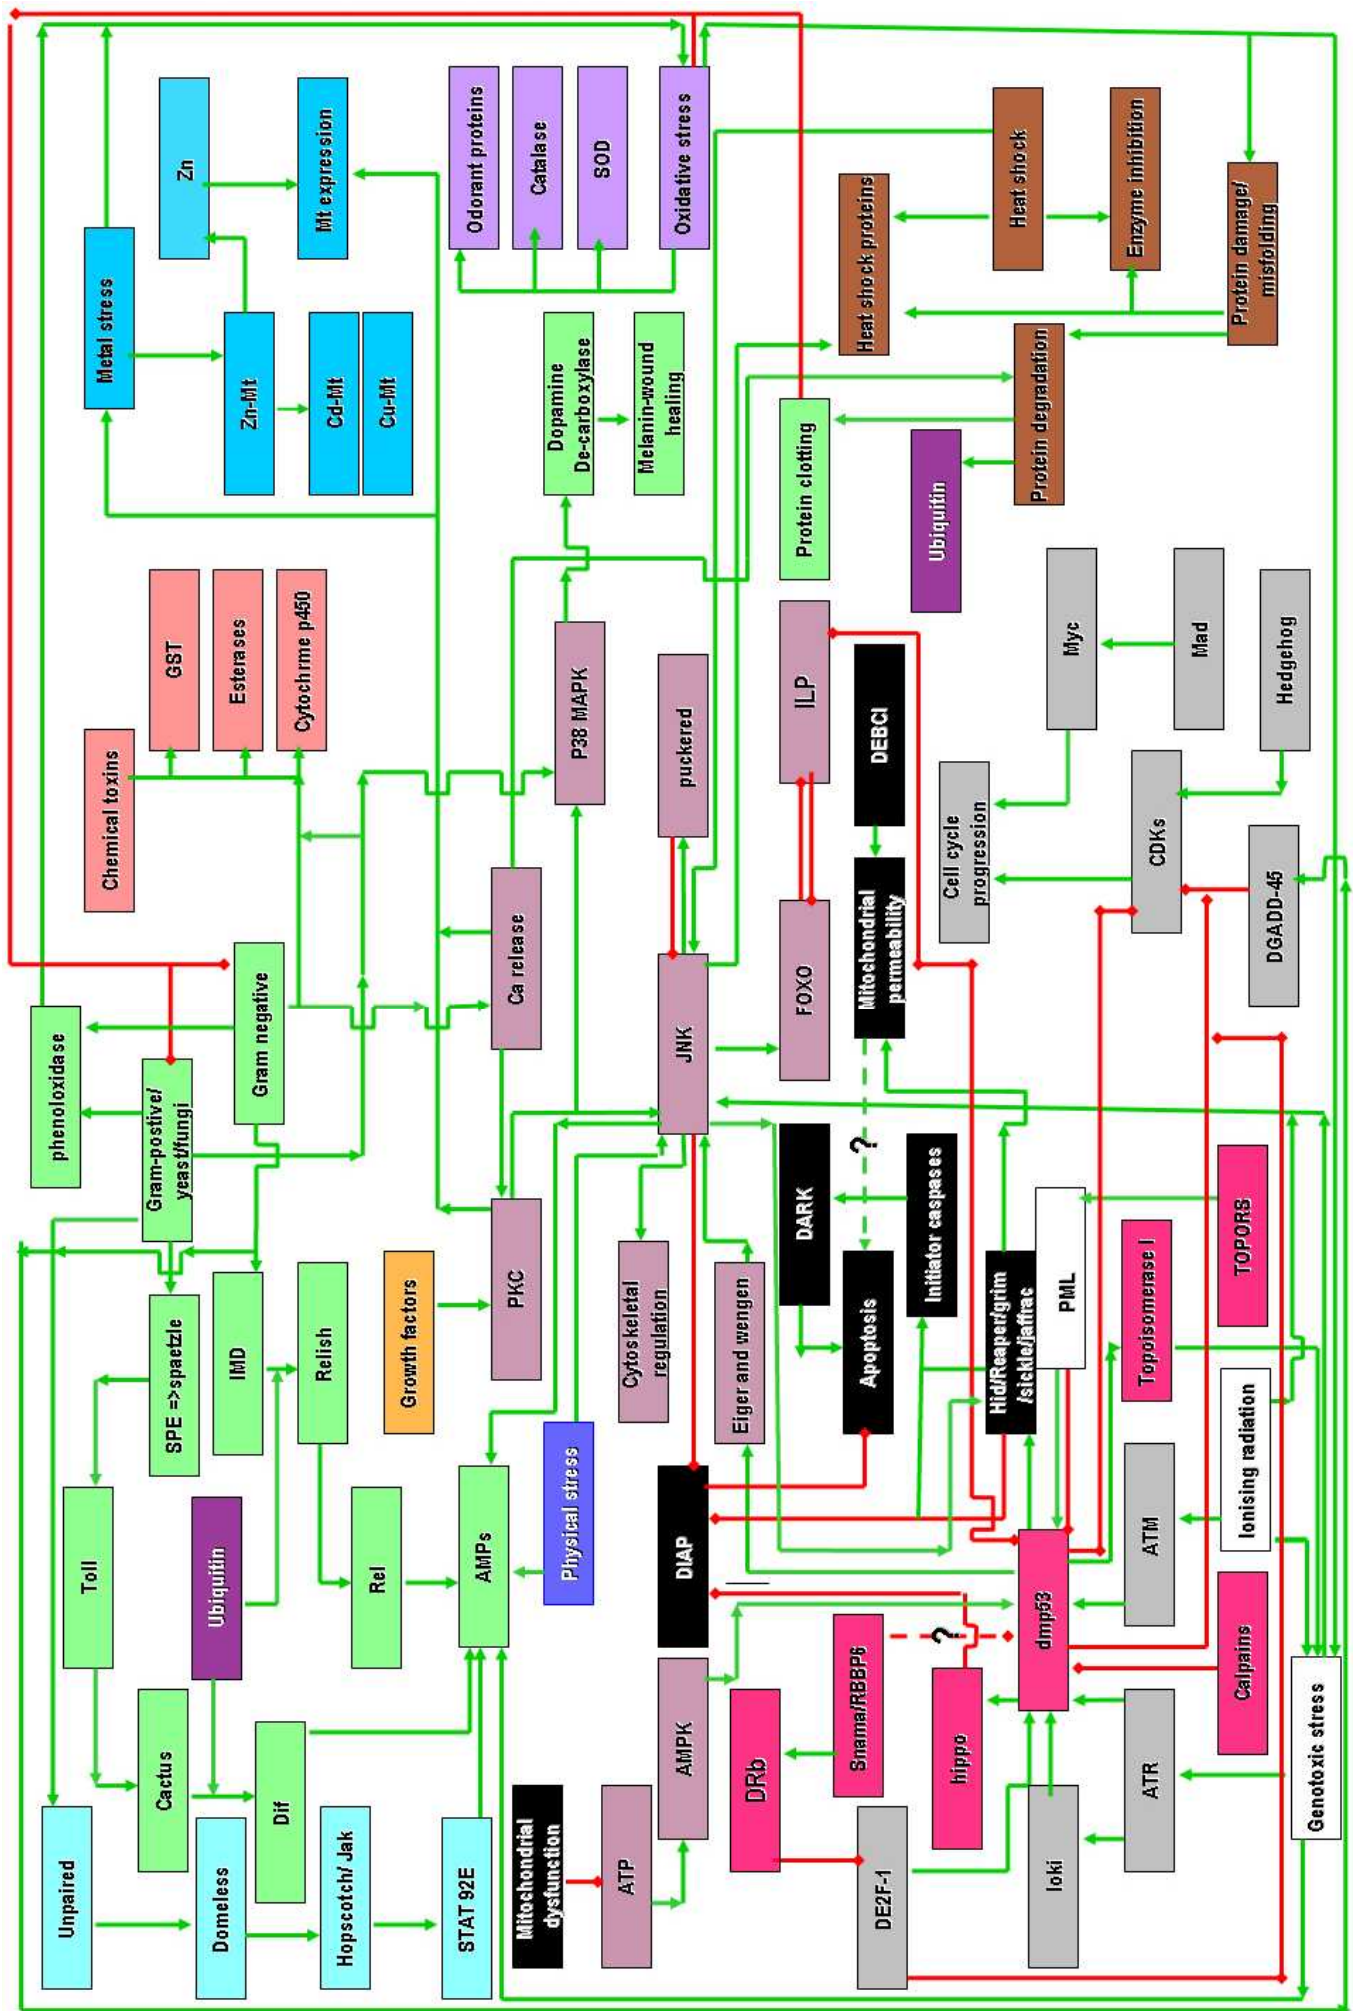 Unpaired
Toll
phenoloxidase
Chemical toxins
Metal stress
Cactus
SPE =>spaetzle
Gram-postive/
yeast/fungi
GST
Zn
Domeless
Ubiquitin
IMD
Gram negative
Esterases
Zn-Mt
Dif
Relish
Cytochrme p450
Cd-Mt
Mt expression
Hopscotch/ Jak
Rel
Growth factors
Cu-Mt
STAT 92E
AMPs
PKC
Ca release
Odorant proteins
Mitochondrial
dysfunction
Physical stress
P38 MAPK
Dopamine
De-carboxylase
Catalase
ATP
Cytoskeletal
regulation
Melanin-wound
healing
SOD
AMPK
DIAP
JNK
puckered
Oxidative stress
DRb
Eiger and wengen
DARK
FOXO
ILP
Protein clotting
Snama/RBBP6
Apoptosis
?
Mitochondrial
permeability
DEBCI
Heat shock proteins
DE2F-1
hippo
?
Initiator caspases
Cell cycle
progression
Ubiquitin
loki
dmp53
Hid/Reaper/grim
/sickle/jaffrac
PML
Myc
Protein degradation
Heat shock
ATR
ATM
Topoisomerase I
CDKs
Mad
Enzyme inhibition
Calpains
Ionising radiation
TOPORS
DGADD-45
Hedgehog
Protein damage/
misfolding
Genotoxic stress